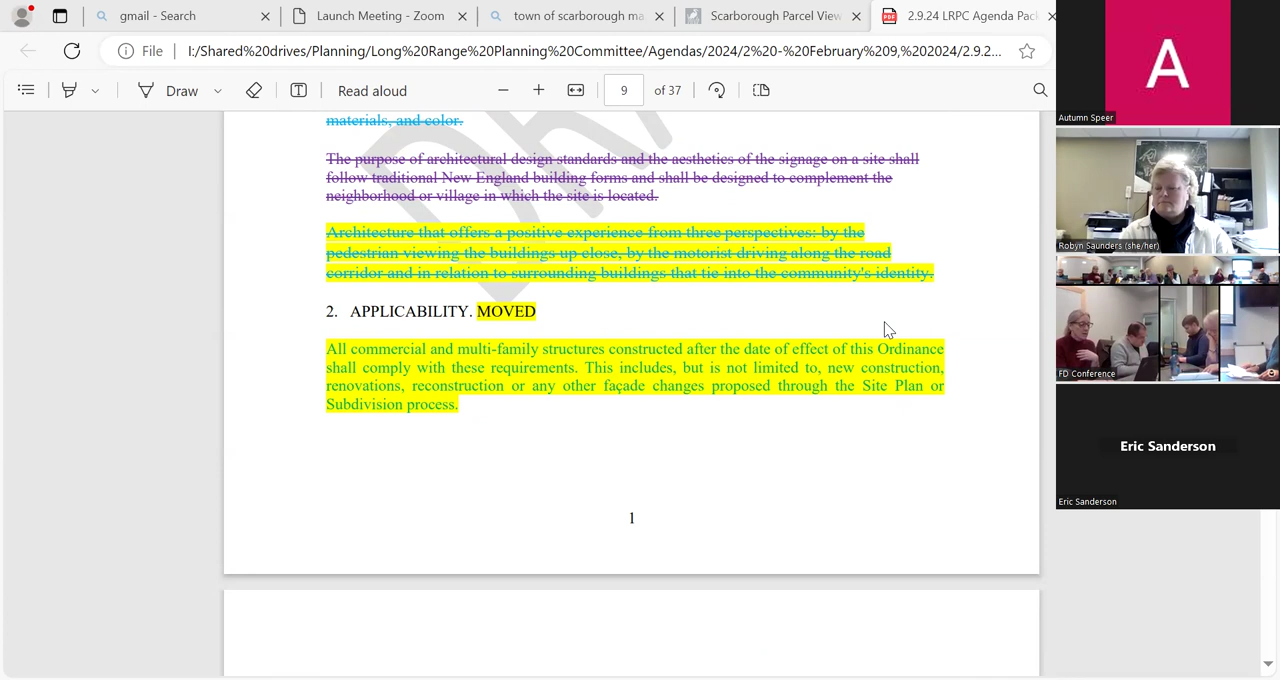 gmail - Search
Launch Meeting - Zoom
town of scarborough ma
Scarborough Parcel View
2.9.24 LRPC Agenda Pack
File
I:/Shared%20drives/Planning/Long%20Range%20Planning%20Committee/Agendas/2024/2%20-%20February%209,%202024/2.9.2...
Draw
Read aloud
9
of 37
materials, and color.
The purpose of architectural design standards and the aesthetics of the signage on a site shall
follow traditional New England building forms and shall be designed to complement the
neighborhood or village in which the site is located.
Architecture that offers a positive experience from three perspectives: by the
pedestrian viewing the buildings up close, by the motorist driving along the road
corridor and in relation to surrounding buildings that tie into the community's identity.
2. APPLICABILITY. MOVED
All commercial and multi-family structures constructed after the date of effect of this Ordinance
shall comply with these requirements. This includes, but is not limited to, new construction,
renovations, reconstruction or any other façade changes proposed through the Site Plan or
Subdivision process.
1
A
Autumn Speer
Robyn Saunders (she/her)
FD Conference
Eric Sanderson
Eric Sanderson